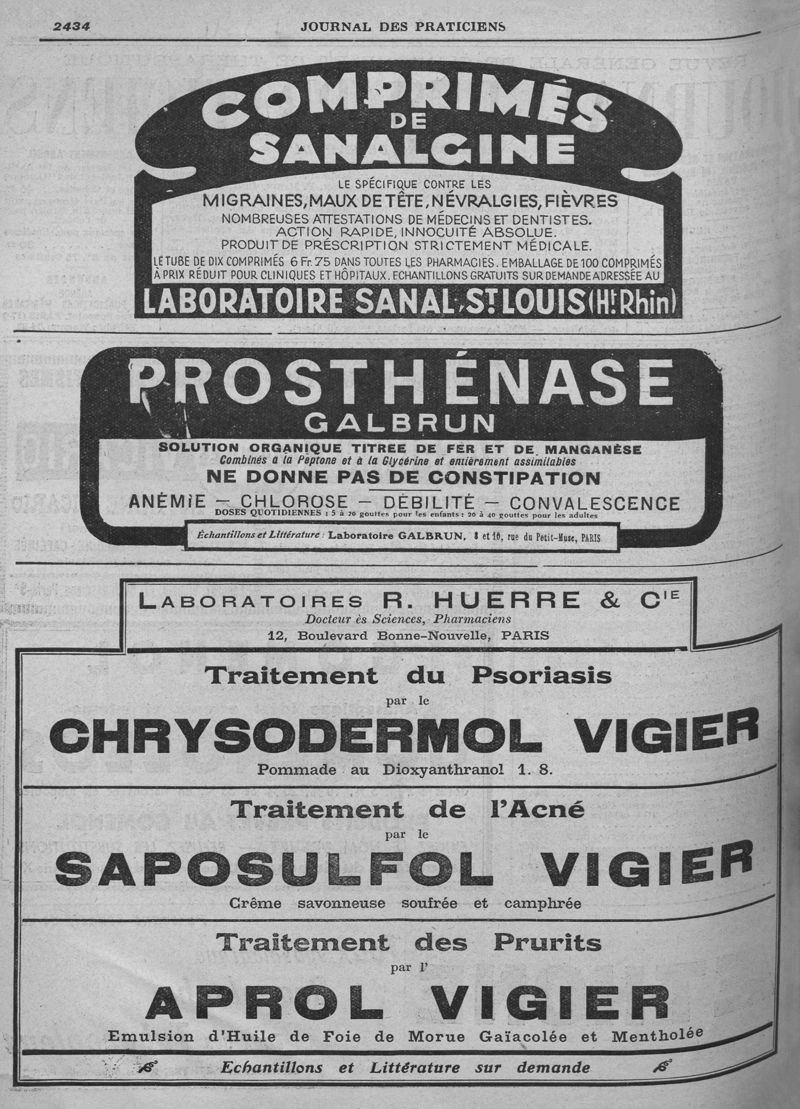 2434
JOURNAL DES PRATICIENS
COMPRIMÉS
DE
SANALGINE
LE SPÉCIFIQUE CONTRE LES
MIGRAINES, MAUX DE TÊTE, NÉVRALGIES, FIÈVRES
NOMBREUSES ATTESTATIONS DE MÉDECINS ET DENTISTES.
ACTION RAPIDE, INNOCUITÉ ABSOLUE.
PRODUIT DE PRÉSCRIPTION STRICTEMENT MÉDICALE.
LE TUBE DE DIX COMPRIMÉS 6 Fr. 75 DANS TOUTES LES PHARMACIES. EMBALLAGE DE 100 COMPRIMÉS
À PRIX RÉDUIT POUR CLINIQUES ET HÔPITAUX. ECHANTILLONS GRATUITS SUR DEMANDE ADRESSÉE AU
LABORATOIRE SANAL, ST. LOUIS (Ht. Rhin)
PROSTHÉNASE
GALBRUN
SOLUTION ORGANIQUE TITRÉE DE FER ET DE MANGANÈSE
Combinés à la Peptone et à la Glycérine et entièrement assimilables
NE DONNE PAS DE CONSTIPATION
ANÉMiE — CHLOROSE — DÉBILITÉ — CONVALESCENCE
DOSES QUOTIDIENNES : 5 à 20 gouttes pour les enfants : 20 à 40 gouttes pour les adultes
Échantillons et Littérature : Laboratoire GALBRUN, 8 et 10, rue du Petit-Musc, PARIS
LABORATOIRES R. HUERRE & CIE
Docteur ès Sciences, Pharmaciens
12, Boulevard Bonne-Nouvelle, PARIS
Traitement du Psoriasis
par le
CHRYSODERMOL VIGIER
Pommade au Dioxyanthranol 1. 8.
Traitement de l'Acné
par le
SAPOSULFOL VIGIER
Crême savonneuse soufrée et camphrée
Traitement des Prurits
par l'
APROL VIGIER
Emulsion d'Huile de Foie de Morue Gaïacolée et Mentholée
Echantillons et Littérature sur demande